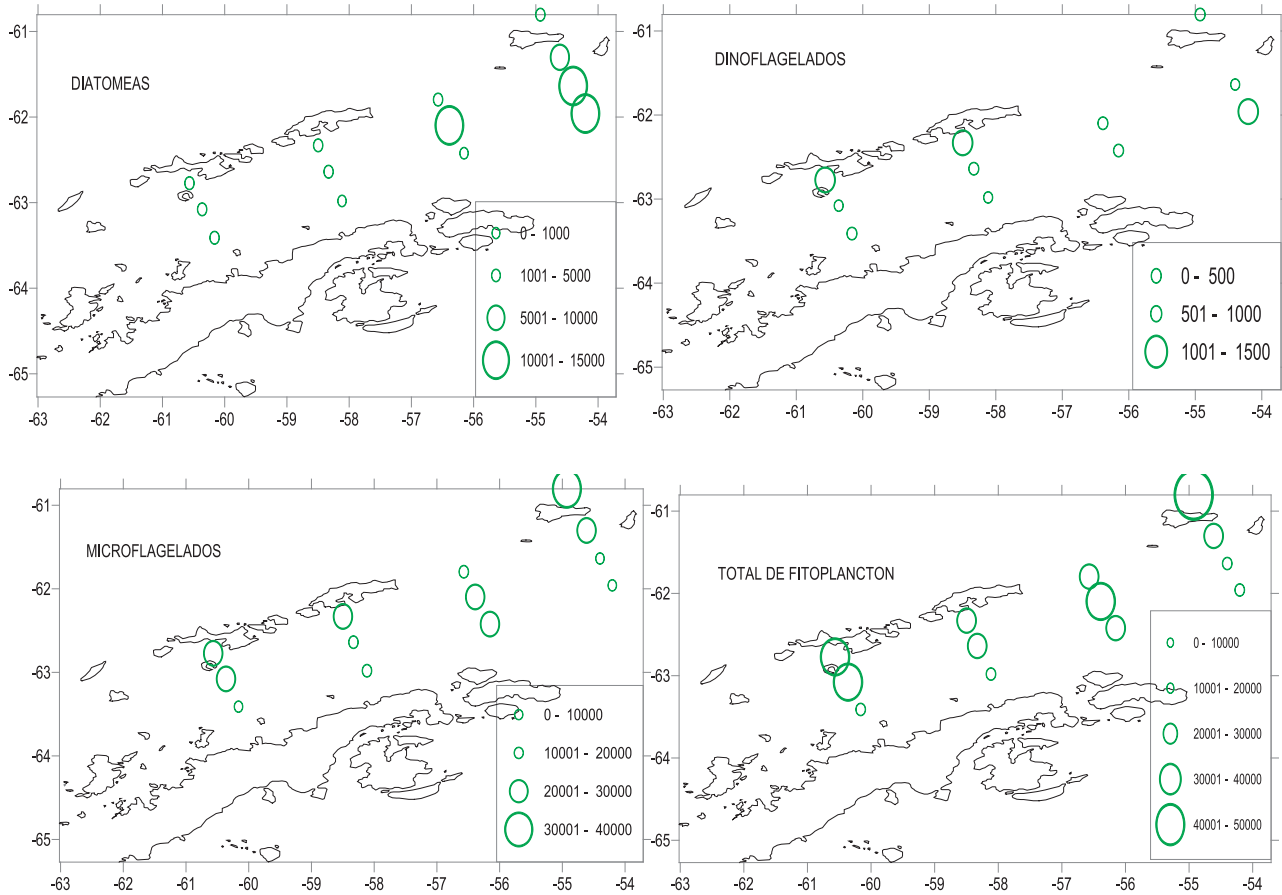 DIATOMEAS
-61
-62
-63
-64
-65
-63 -62 -61 -60 -59 -58 -57 -56 -55 -54
0 - 1000
1001 - 5000
5001 - 10000
10001 - 15000
DINOFLAGELADOS
-61
-62
-63
-64
-65
-63 -62 -61 -60 -59 -58 -57 -56 -55 -54
0 - 500
501 - 1000
1001 - 1500
MICROFLAGELADOS
-61
-62
-63
-64
-65
-63 -62 -61 -60 -59 -58 -57 -56 -55 -54
0 - 10000
10001 - 20000
20001 - 30000
30001 - 40000
TOTAL DE FITOPLANCTON
-61
-62
-63
-64
-65
-63 -62 -61 -60 -59 -58 -57 -56 -55 -54
0 - 10000
10001 - 20000
20001 - 30000
30001 - 40000
40001 - 50000